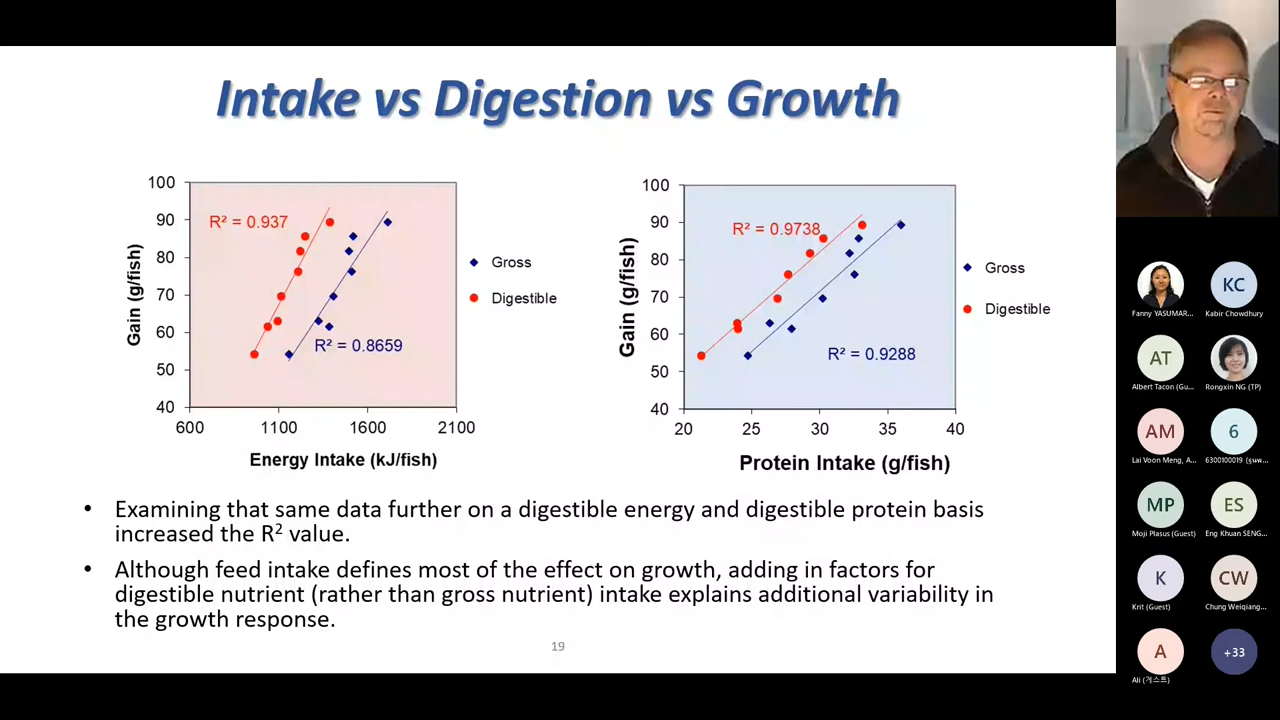 Intake vs Digestion vs Growth
100
90
80
70
60
50
40
600
1100
1600
2100
Gain (g/fish)
Energy Intake (kJ/fish)
R² = 0.937
R² = 0.8659
Gross
Digestible
100
90
80
70
60
50
40
20
25
30
35
40
Gain (g/fish)
Protein Intake (g/fish)
R² = 0.9738
R² = 0.9288
Gross
Digestible
• Examining that same data further on a digestible energy and digestible protein basis
increased the R² value.
• Although feed intake defines most of the effect on growth, adding in factors for
digestible nutrient (rather than gross nutrient) intake explains additional variability in
the growth response.
19
Fanny YASUMAR...
KC
Kabir Chowdhury
AT
Albert Tacon (Gu...
Rongxin NG (TP)
AM
Lai Voon Meng, A...
6
6300100019
MP
Moji Plasus (Guest)
ES
Eng Khuan SENG...
K
Krit (Guest)
CW
Chung Weiqiang...
A
Ali (게스트)
+33